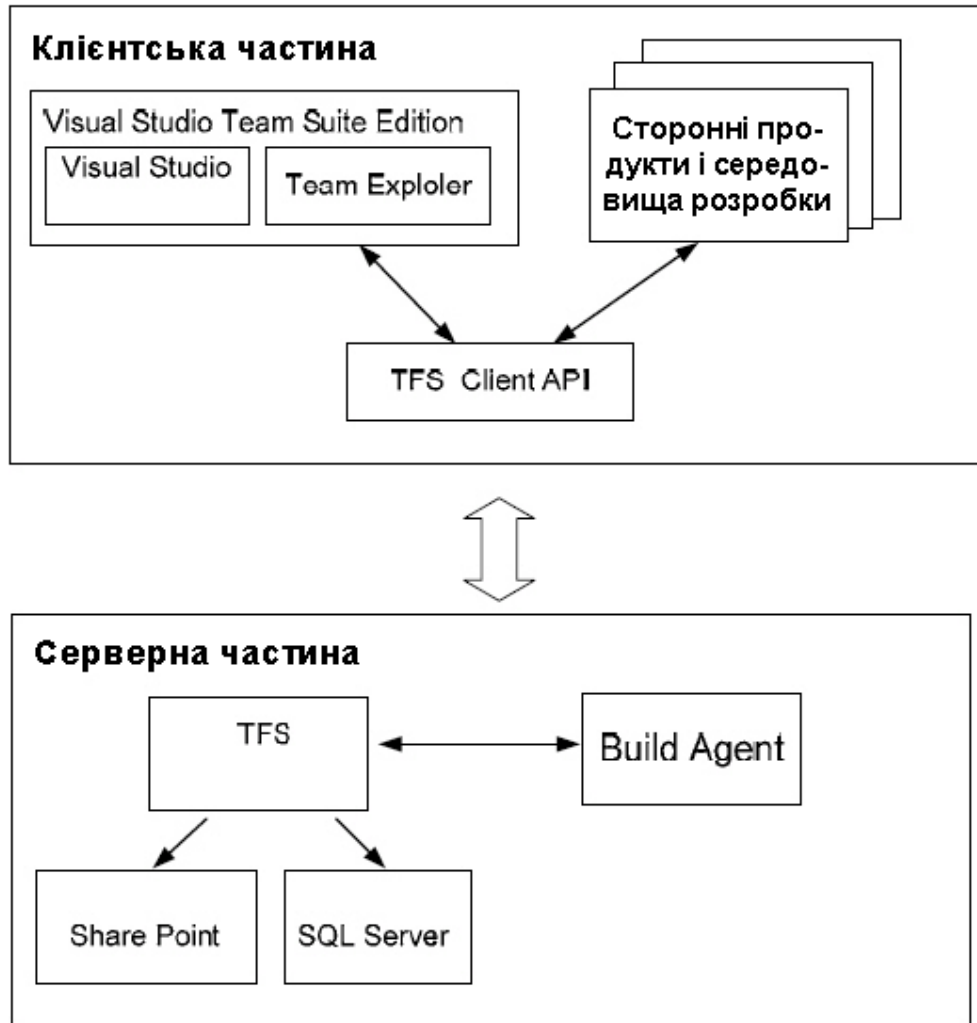 Клієнтська частина
Visual Studio Team Suite Edition
Visual Studio
Team Exploler
Сторонні про-
дукти і середо-
вища розробки
TFS Client API
Серверна частина
TFS
Build Agent
Share Point
SQL Server